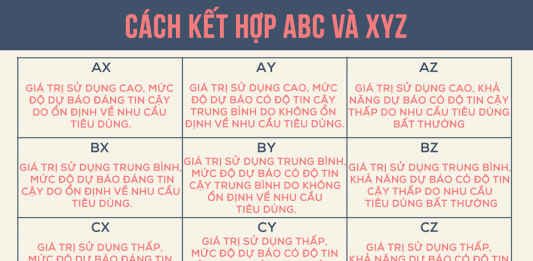 CÁCH KẾT HỢP ABC VÀ XYZ
AX
GIÁ TRỊ SỬ DỤNG CAO, MỨC
ĐỘ DỰ BÁO ĐÁNG TIN CẬY
DO ỔN ĐỊNH VỀ NHU CẦU
TIÊU DÙNG.
AY
GIÁ TRỊ SỬ DỤNG CAO, MỨC
ĐỘ DỰ BÁO CÓ ĐỘ TIN CẬY
TRUNG BÌNH DO KHÔNG ỔN
ĐỊNH VỀ NHU CẦU TIÊU DÙNG.
AZ
GIÁ TRỊ SỬ DỤNG CAO, KHẢ
NĂNG DỰ BÁO CÓ ĐỘ TIN CẬY
THẤP DO NHU CẦU TIÊU DÙNG
BẤT THƯỜNG
BX
GIÁ TRỊ SỬ DỤNG TRUNG BÌNH,
MỨC ĐỘ DỰ BÁO ĐÁNG TIN
CẬY DO ỔN ĐỊNH VỀ NHU CẦU
TIÊU DÙNG.
BY
GIÁ TRỊ SỬ DỤNG TRUNG BÌNH,
MỨC ĐỘ DỰ BÁO CÓ ĐỘ TIN
CẬY TRUNG BÌNH DO KHÔNG
ỔN ĐỊNH VỀ NHU CẦU
TIÊU DÙNG.
BZ
GIÁ TRỊ SỬ DỤNG TRUNG BÌNH,
KHẢ NĂNG DỰ BÁO CÓ ĐỘ TIN
CẬY THẤP DO NHU CẦU
TIÊU DÙNG BẤT THƯỜNG
CX
GIÁ TRỊ SỬ DỤNG THẤP,
MỨC ĐỘ DỰ BÁO ĐÁNG TIN
CY
GIÁ TRỊ SỬ DỤNG THẤP,
MỨC ĐỘ DỰ BÁO CÓ ĐỘ TIN
CZ
GIÁ TRỊ SỬ DỤNG THẤP,
KHẢ NĂNG DỰ BÁO CÓ ĐỘ TIN